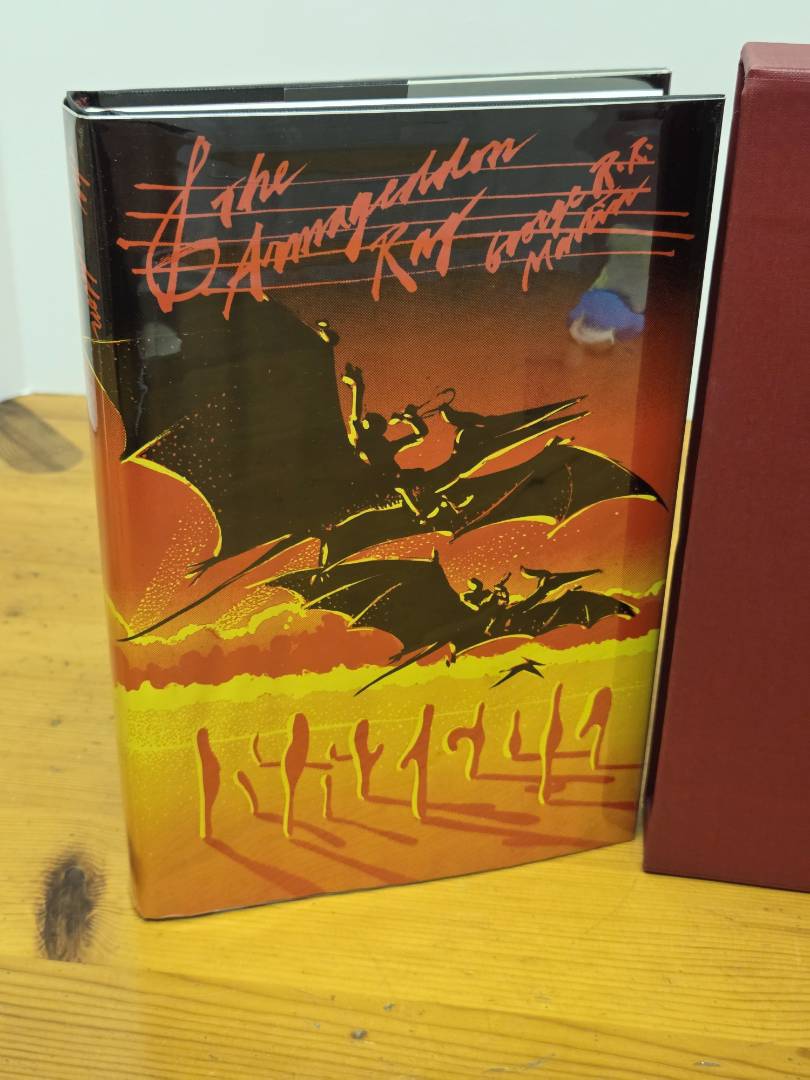 The
Armageddon
Rag
George R.R.
Martin